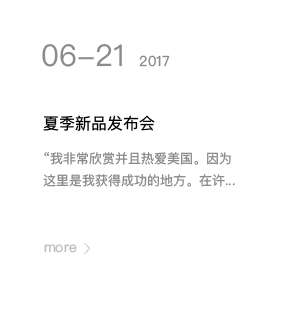 06-21 2017
夏季新品发布会
“我非常欣赏并且热爱美国。因为
这里是我获得成功的地方。在许...
more >